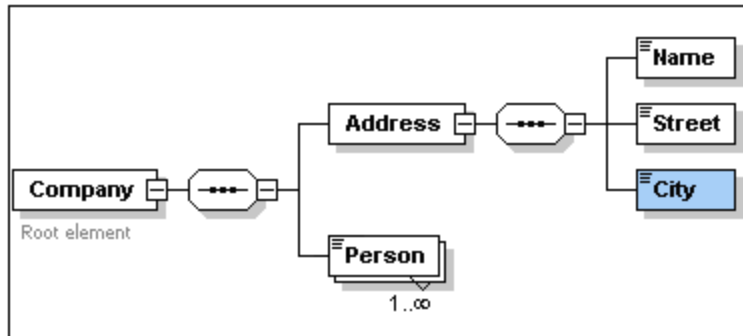 Name
Address
Street
Company
City
Root element
Person
1..∞